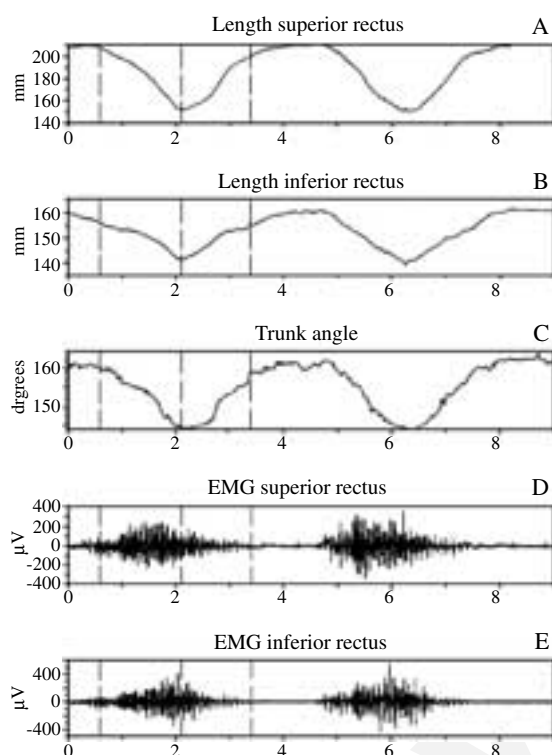 Length superior rectus A
200
180
160
140
mm
0 2 4 6 8
Length inferior rectus B
160
150
140
mm
0 2 4 6 8
Trunk angle C
160
150
drgrees
0 2 4 6 8
EMG superior rectus D
400
200
0
-200
-400
µV
0 2 4 6 8
EMG inferior rectus E
400
0
-400
µV
0 2 4 6 8